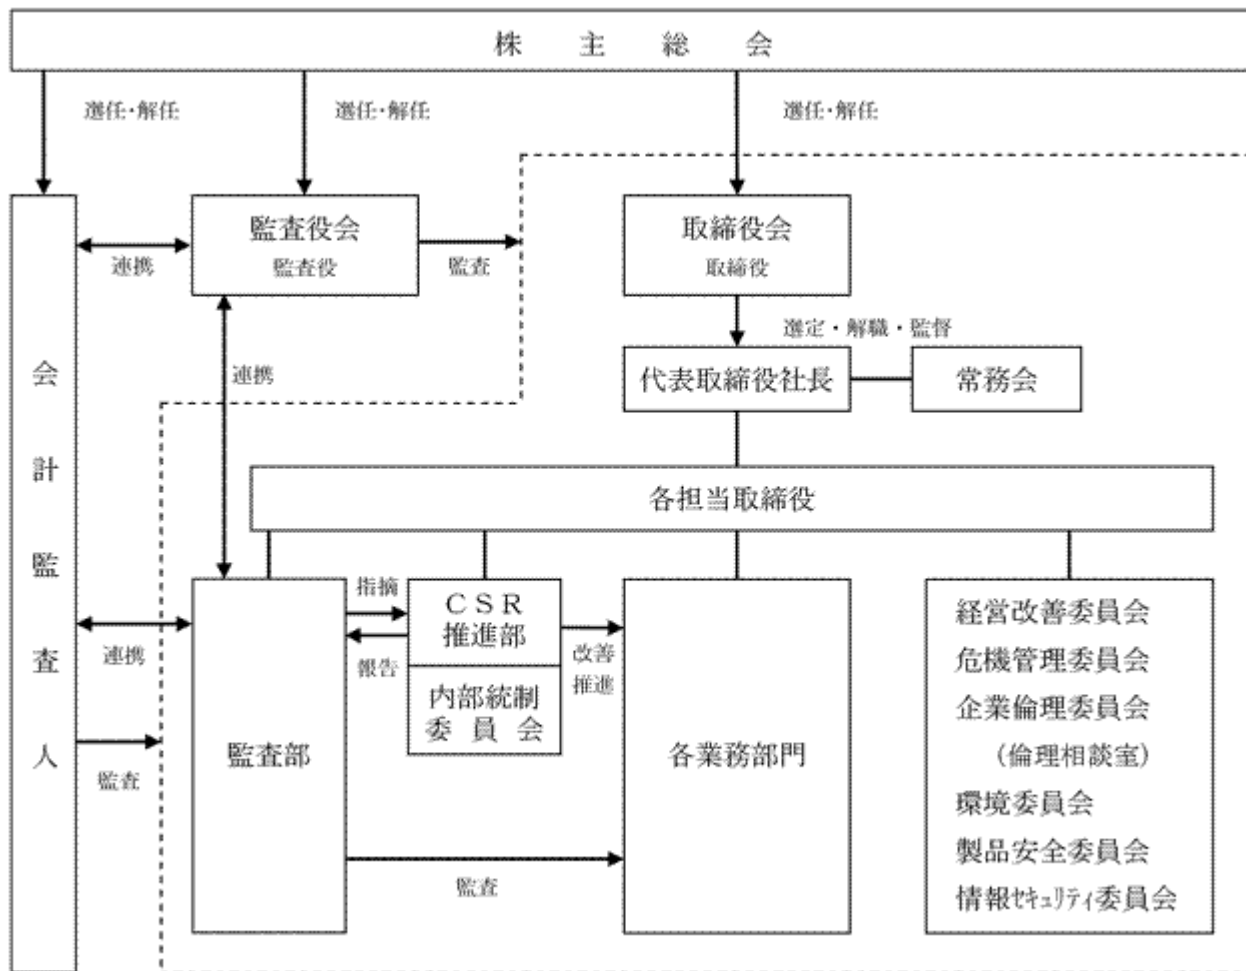 株主総会
選任・解任
選任・解任
選任・解任
監査役会
監査役
取締役会
取締役
連携
監査
選定・解職・監督
連携
代表取締役社長
常務会
会計監査人
各担当取締役
指摘
CSR
推進部
報告
改善
推進
内部統制
委員会
連携
監査
監査部
各業務部門
監査
経営改善委員会
危機管理委員会
企業倫理委員会
（倫理相談室）
環境委員会
製品安全委員会
情報ｾｷｭﾘﾃｨ委員会